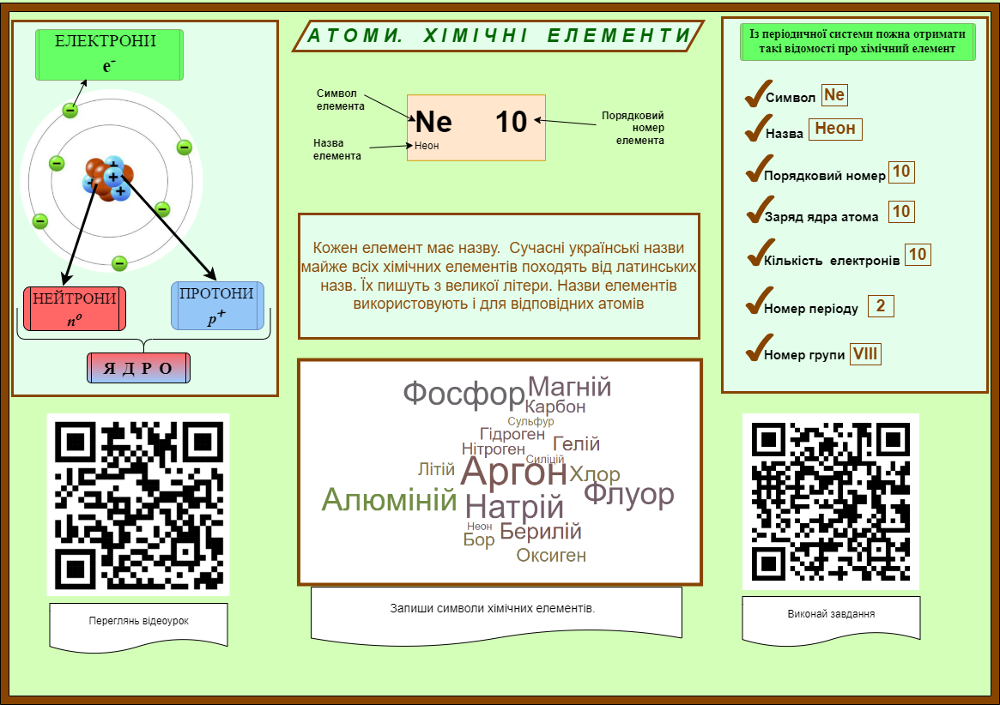 АТОМИ. ХІМІЧНІ ЕЛЕМЕНТИ
ЕЛЕКТРОНИ
e⁻
НЕЙТРОНИ
n⁰
ПРОТОНИ
p⁺
ЯДРО
Символ
елемента
Назва
елемента
Ne 10
Неон
Порядковий
номер
елемента
Кожен елемент має назву. Сучасні українські назви
майже всіх хімічних елементів походять від латинських
назв. Їх пишуть з великої літери. Назви елементів
використовують і для відповідних атомів
Із періодичної системи пожна отримати
такі відомості про хімічний елемент
Символ Ne
Назва Неон
Порядковий номер 10
Заряд ядра атома 10
Кількість електронів 10
Номер періоду 2
Номер групи VIII
Фосфор Магній
Карбон
Сульфур
Гідроген
Нітроген Гелій
Силіцій
Літій Аргон Хлор
Алюміній Натрій Флуор
Неон Берилій
Бор
Оксиген
Переглянь відеоурок
Запиши символи хімічних елементів.
Виконай завдання